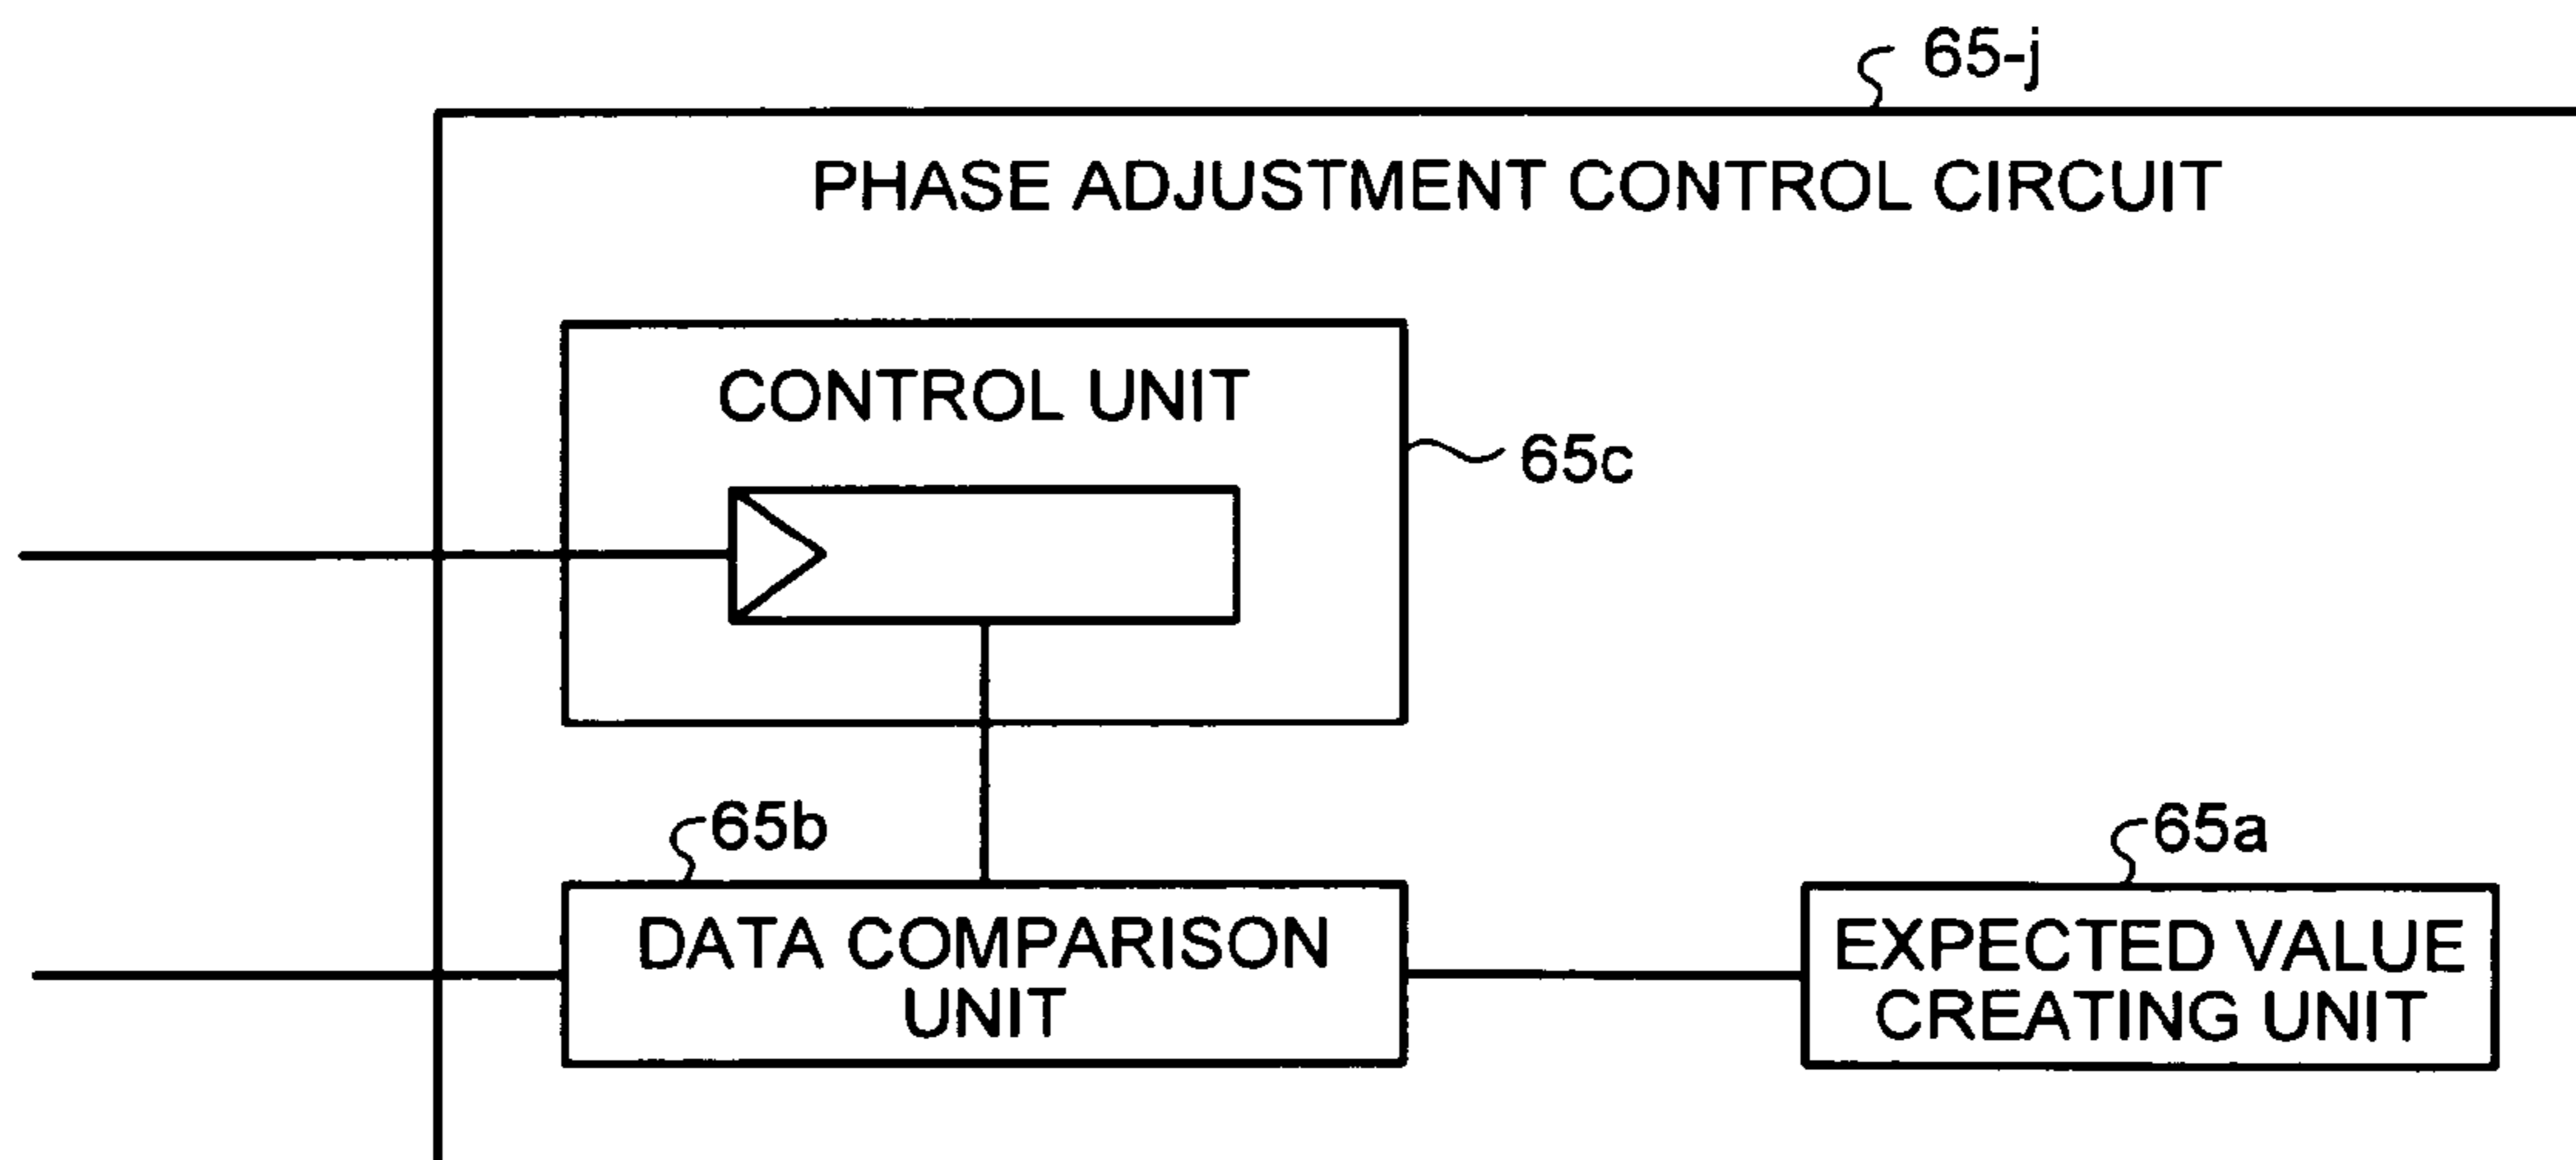 65-j
PHASE ADJUSTMENT CONTROL CIRCUIT
CONTROL UNIT
65c
65b
DATA COMPARISON
UNIT
65a
EXPECTED VALUE
CREATING UNIT